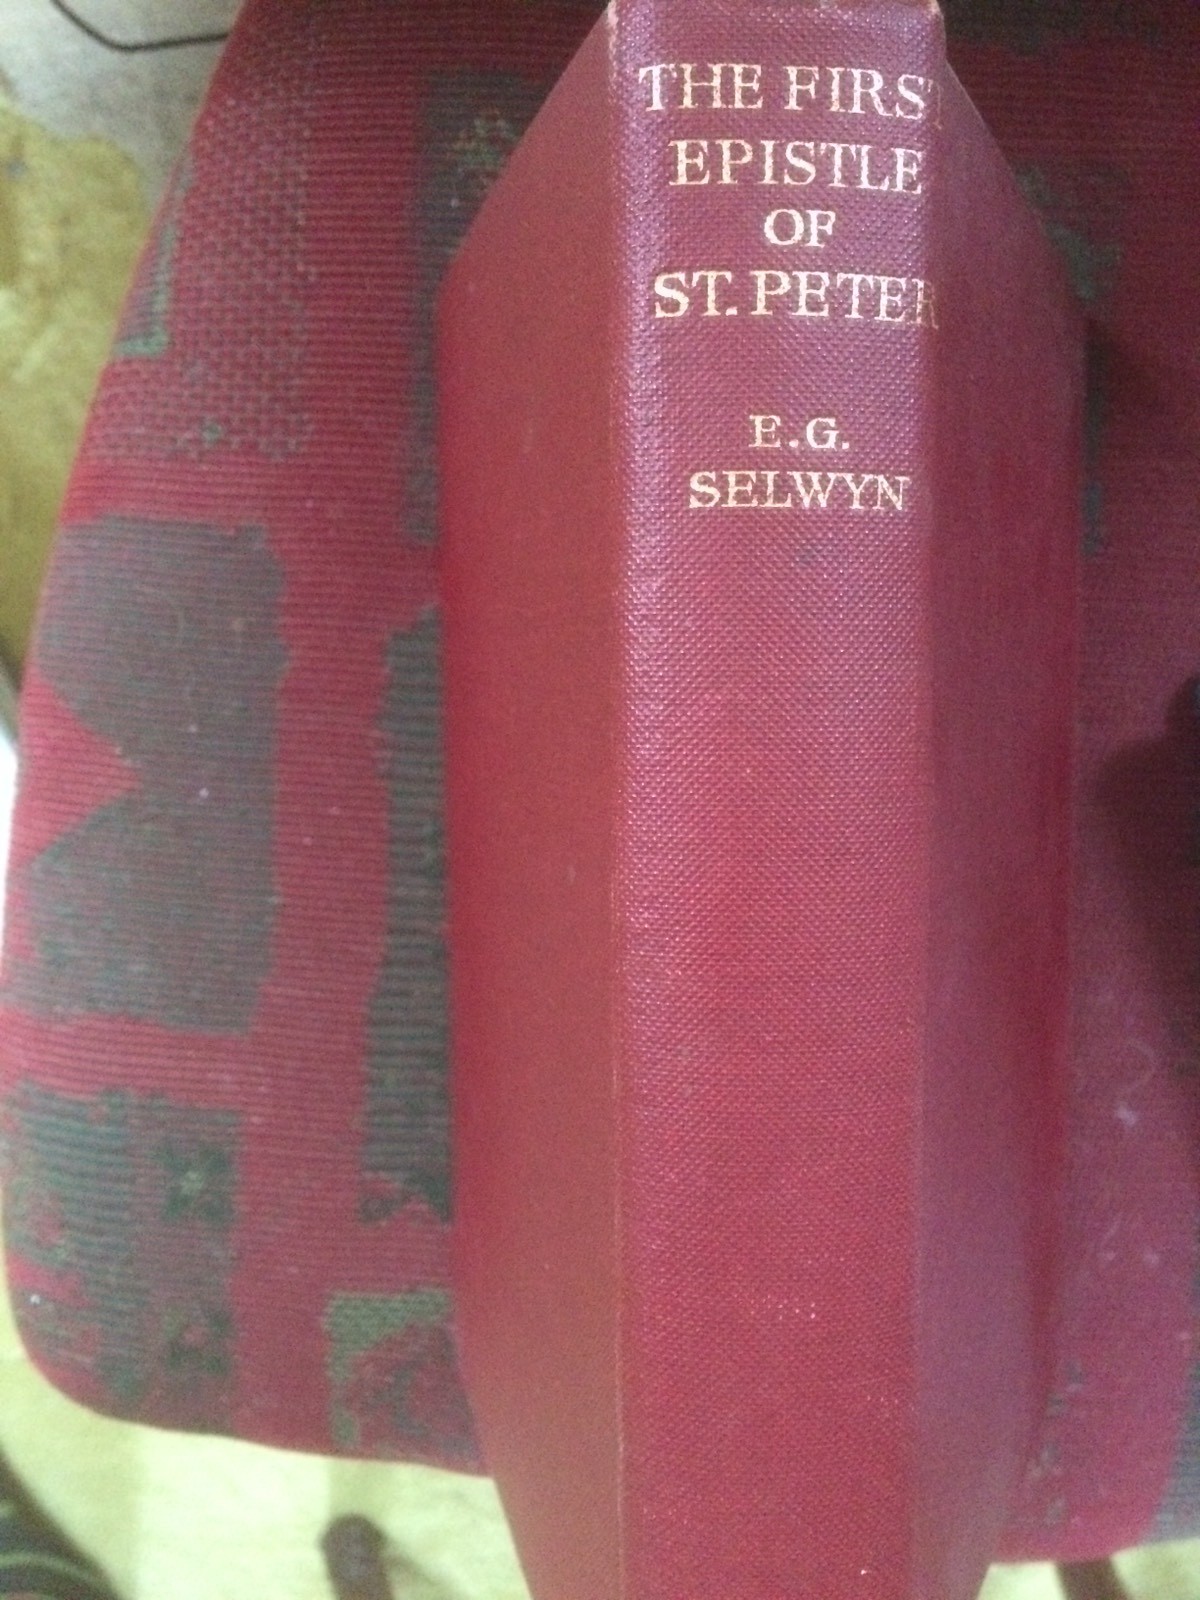 THE FIRST
EPISTLE
OF
ST. PETER
E.G.
SELWYN